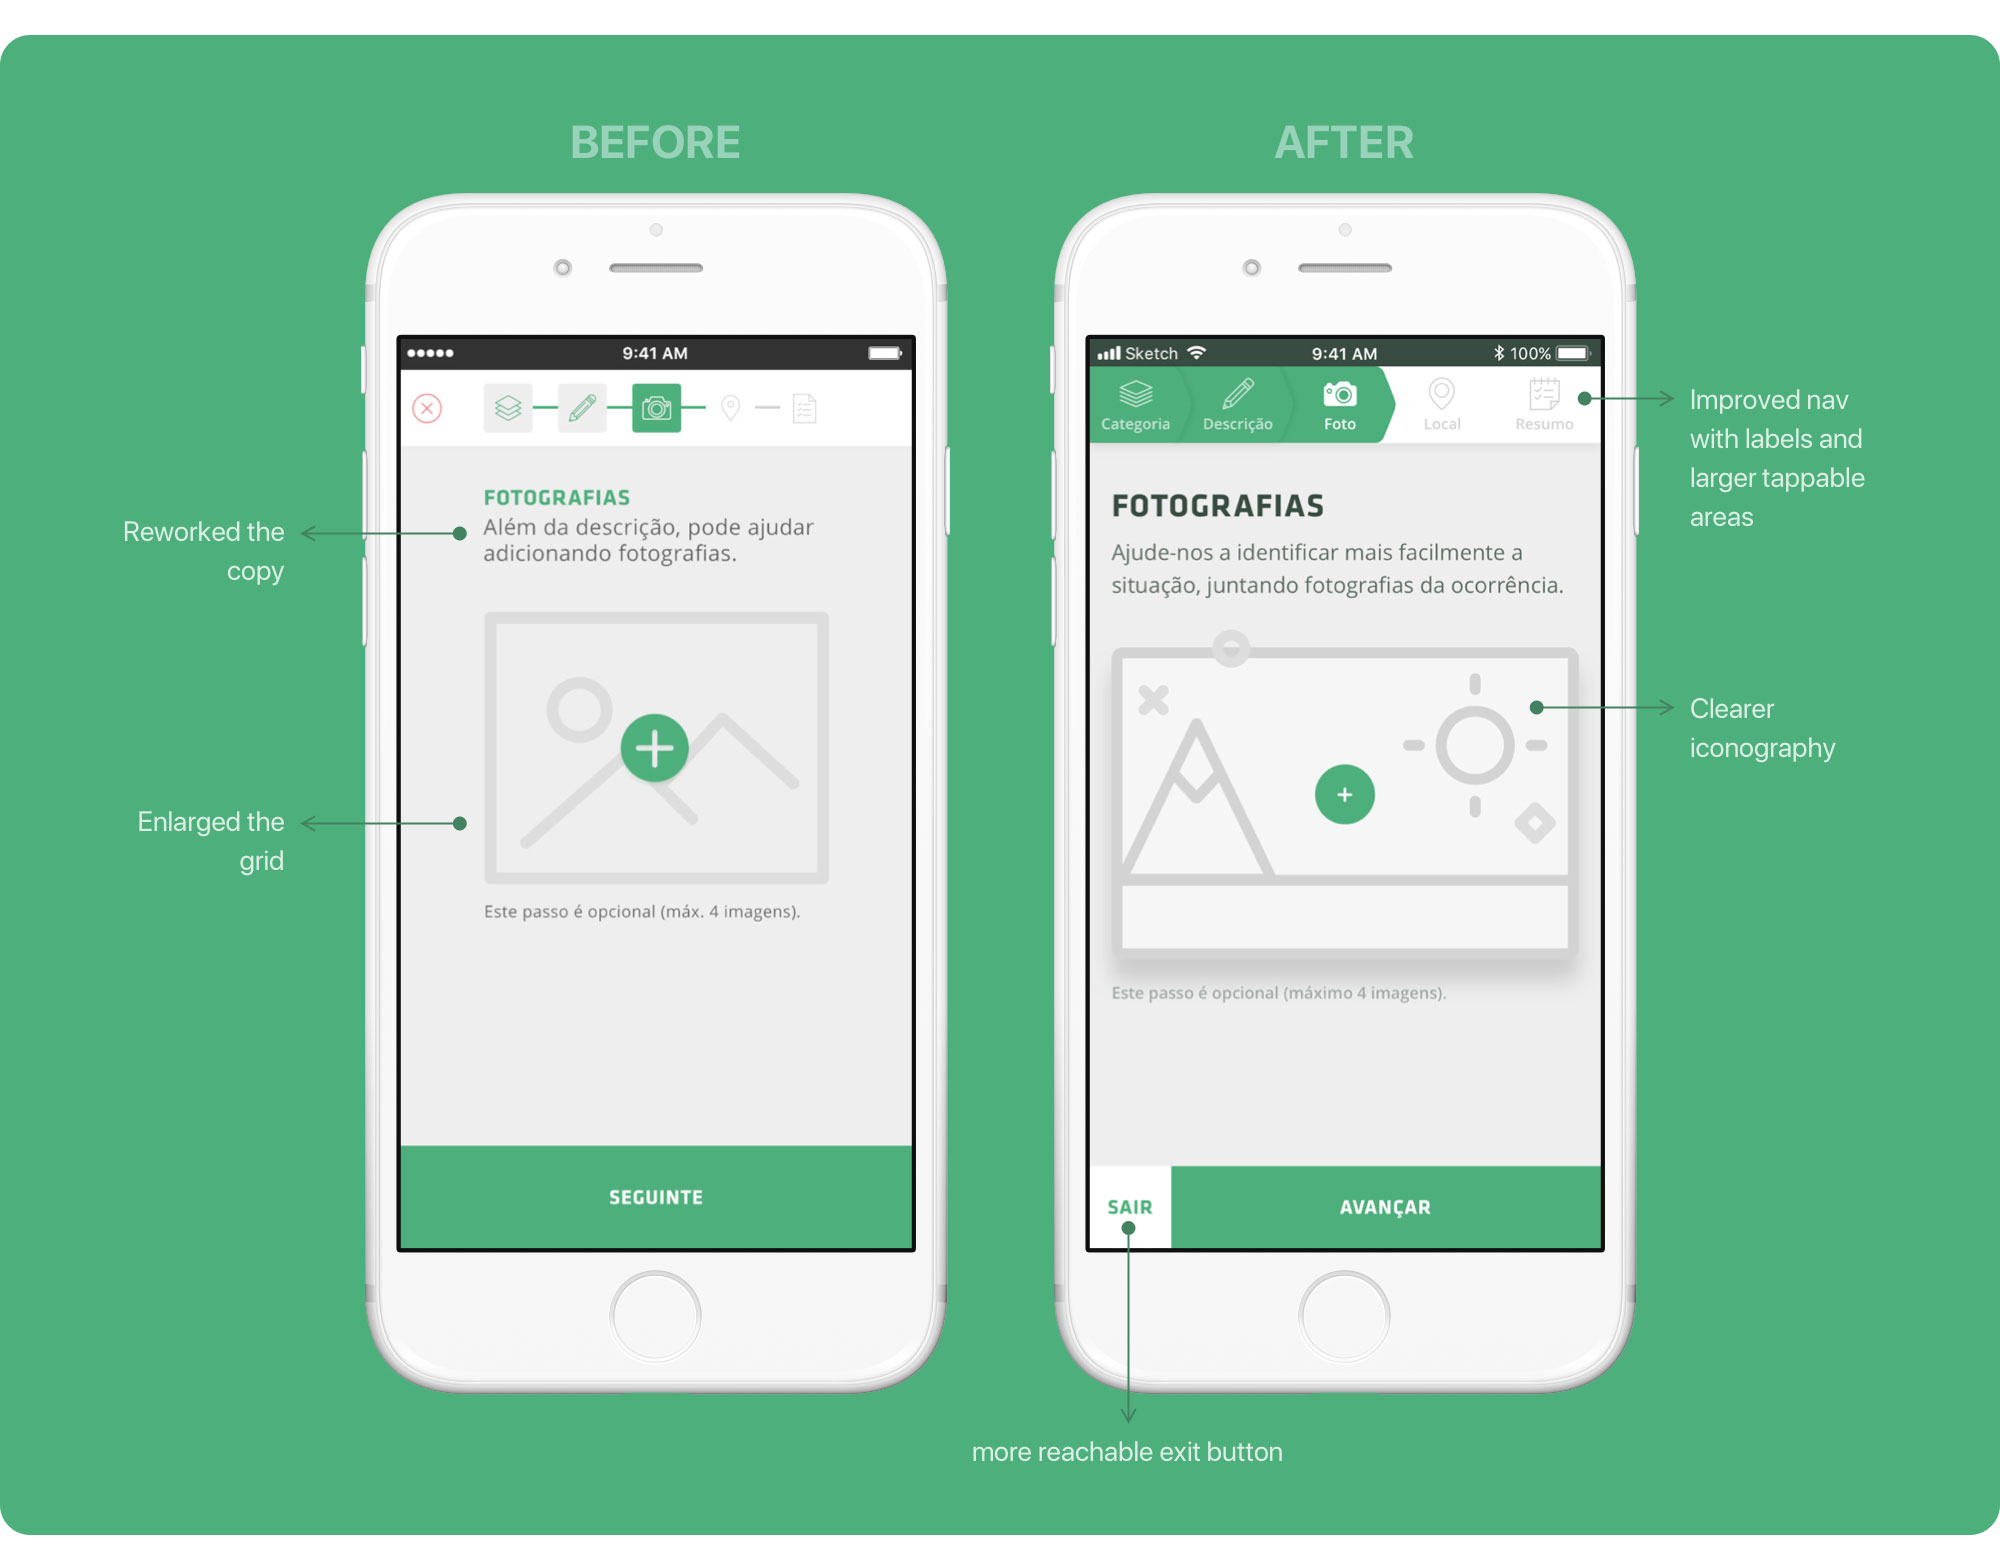 BEFORE
AFTER
9:41 AM
FOTOGRAFIAS
Além da descrição, pode ajudar
adicionando fotografias.
Este passo é opcional (máx. 4 imagens).
SEGUINTE
Reworked the
copy
Enlarged the
grid
Sketch
9:41 AM
100%
Categoria
Descrição
Foto
Local
Resumo
FOTOGRAFIAS
Ajude-nos a identificar mais facilmente a
situação, juntando fotografias da ocorrência.
Este passo é opcional (máximo 4 imagens).
SAIR
AVANÇAR
Improved nav
with labels and
larger tappable
areas
Clearer
iconography
more reachable exit button